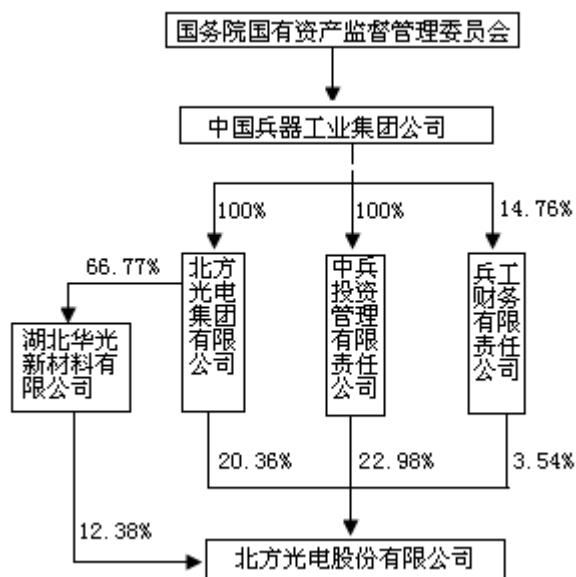 国务院国有资产监督管理委员会
中国兵器工业集团公司
100%
100%
14.76%
66.77%
北方
光电
集团
有限
公司
中兵
投资
管理
有限
责任
公司
兵工
财务
有限
责任
公司
湖北华光
新材料有
限公司
20.36%
22.98%
3.54%
12.38%
北方光电股份有限公司